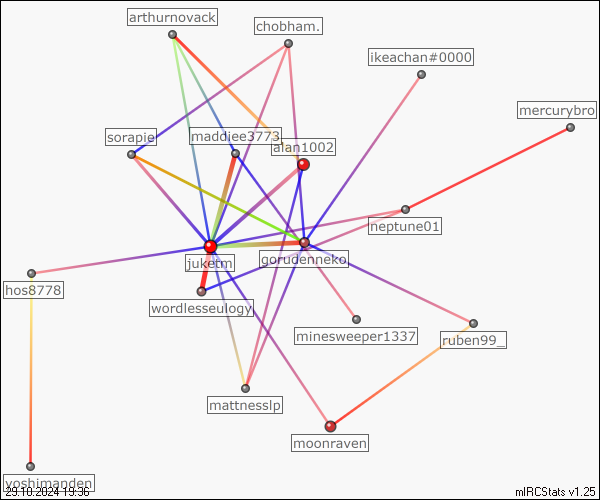 arthurnovack
chobham.
ikeachan#0000
mercurybro
sorapie
maddiee3773
alan1002
neptune01
juketm
gorudenneko
hos8778
wordlesseulogy
minesweeper1337
ruben99_
mattnesslp
moonraven
yoshimanden
29.10.2024 19:36
mIRCStats v1.25